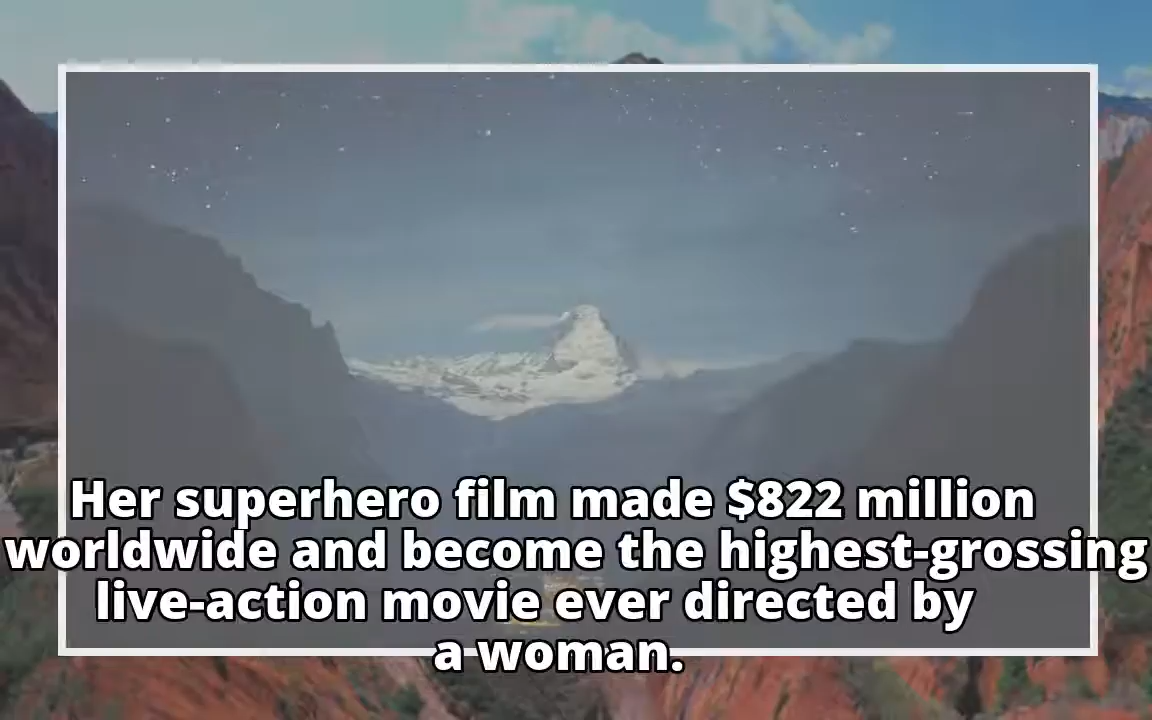 Her superhero film made $822 million
worldwide and become the highest-grossing
live-action movie ever directed by
a woman.